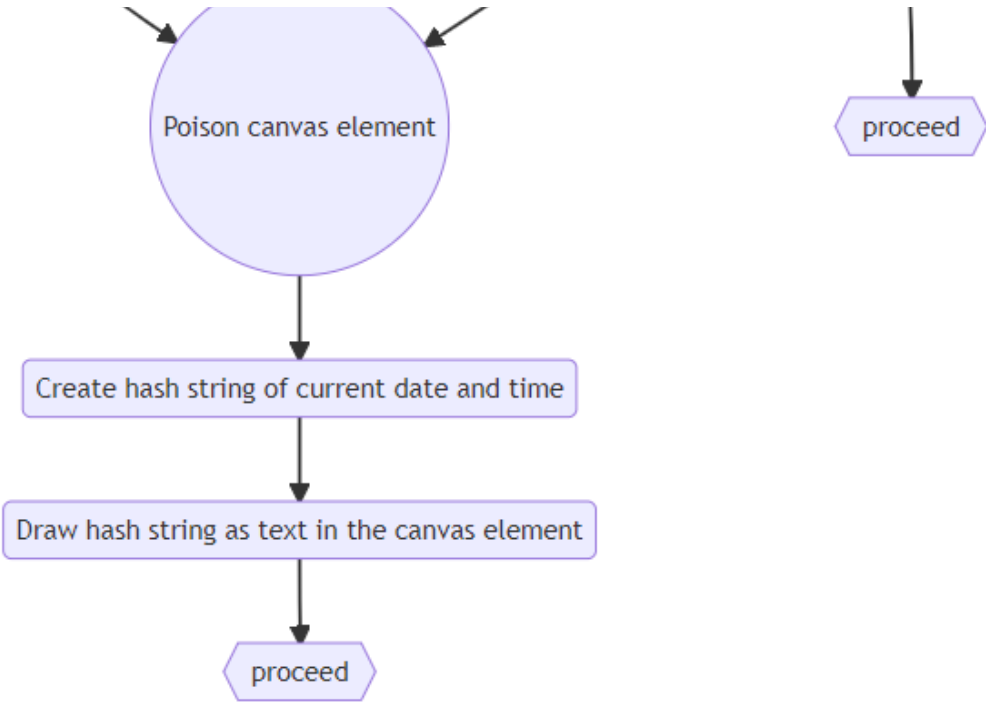 Poison canvas element
proceed
Create hash string of current date and time
Draw hash string as text in the canvas element
proceed